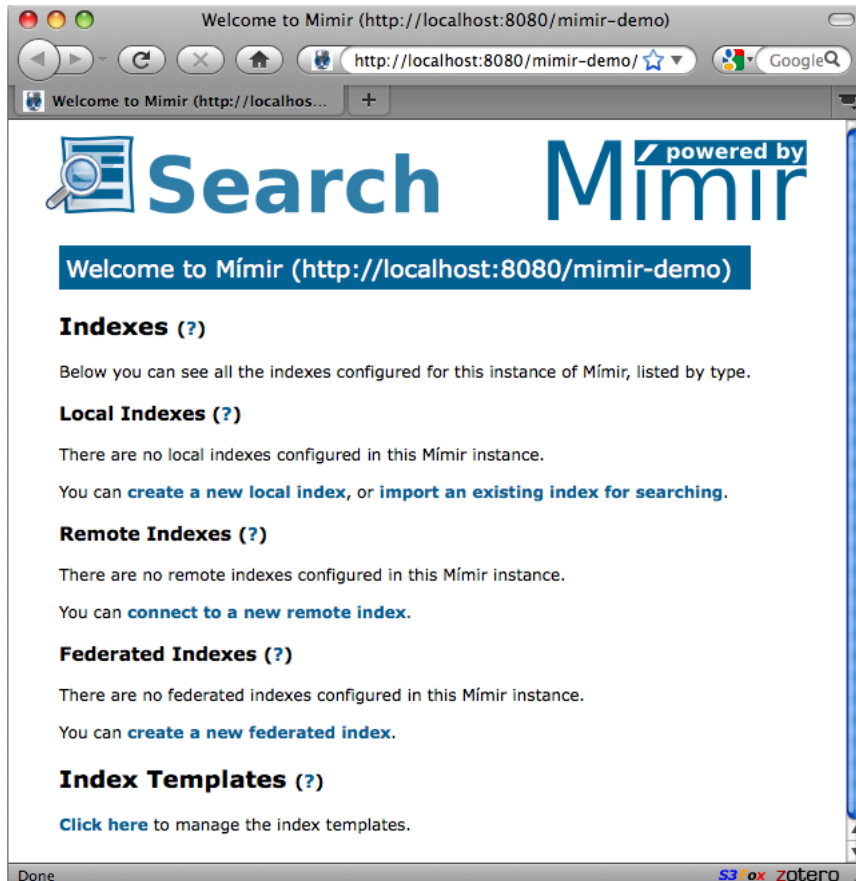 Welcome to Mimir (http://localhost:8080/mimir-demo)
http://localhost:8080/mimir-demo/
Google
Welcome to Mimir (http://localhos...
+
Search
powered by
Mímir
Welcome to Mímir (http://localhost:8080/mimir-demo)
Indexes (?)
Below you can see all the indexes configured for this instance of Mímir, listed by type.
Local Indexes (?)
There are no local indexes configured in this Mímir instance.
You can create a new local index, or import an existing index for searching.
Remote Indexes (?)
There are no remote indexes configured in this Mímir instance.
You can connect to a new remote index.
Federated Indexes (?)
There are no federated indexes configured in this Mímir instance.
You can create a new federated index.
Index Templates (?)
Click here to manage the index templates.
Done
S3Fox zotero